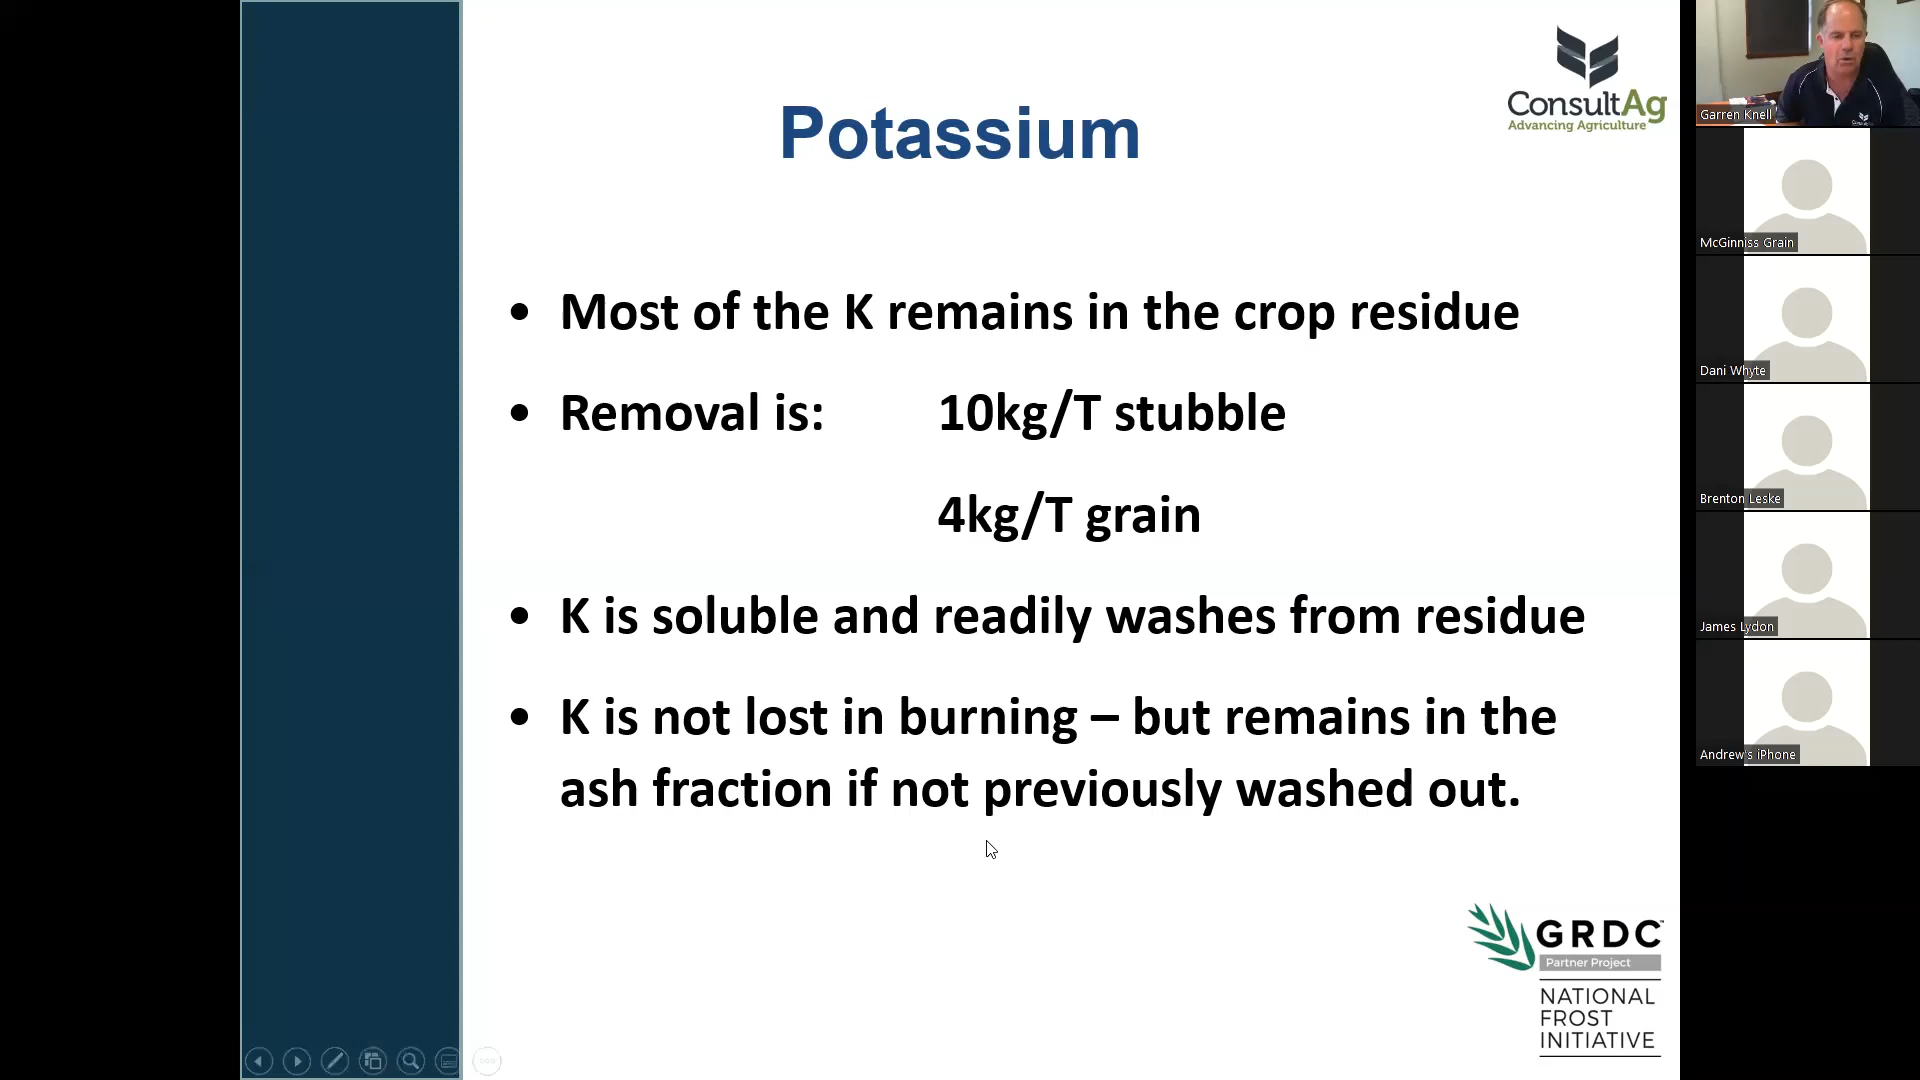 Potassium
ConsultAg
Advancing Agriculture
• Most of the K remains in the crop residue
• Removal is: 10kg/T stubble
4kg/T grain
• K is soluble and readily washes from residue
• K is not lost in burning – but remains in the
ash fraction if not previously washed out.
GRDC™
Partner Project
NATIONAL
FROST
INITIATIVE
Garren Knell
McGinniss Grain
Dani Whyte
Brenton Leske
James Lydon
Andrew's iPhone